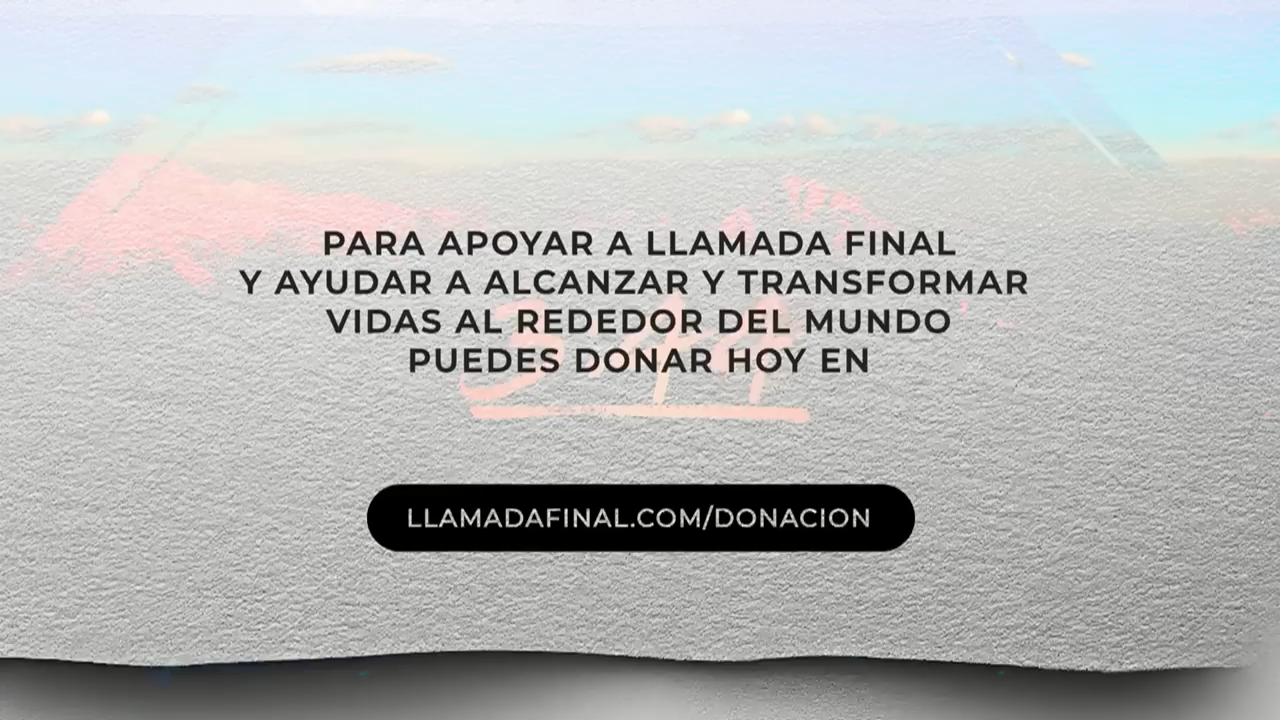 PARA APOYAR A LLAMADA FINAL
Y AYUDAR A ALCANZAR Y TRANSFORMAR
VIDAS AL REDEDOR DEL MUNDO
PUEDES DONAR HOY EN
LLAMADAFINAL.COM/DONACION